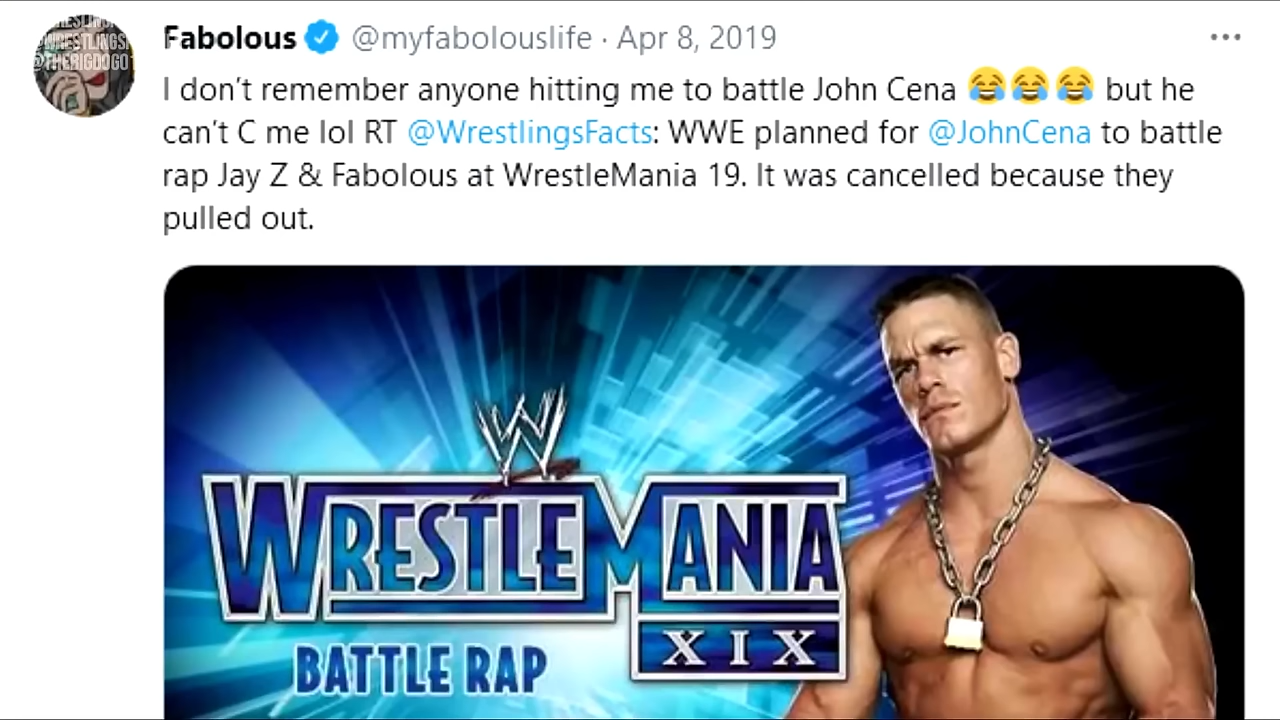 Fabolous @myfabolouslife · Apr 8, 2019
I don't remember anyone hitting me to battle John Cena 😂😂😂 but he
can't C me lol RT @WrestlingsFacts: WWE planned for @JohnCena to battle
rap Jay Z & Fabolous at WrestleMania 19. It was cancelled because they
pulled out.
W
WRESTLEMANIA
XIX
BATTLE RAP